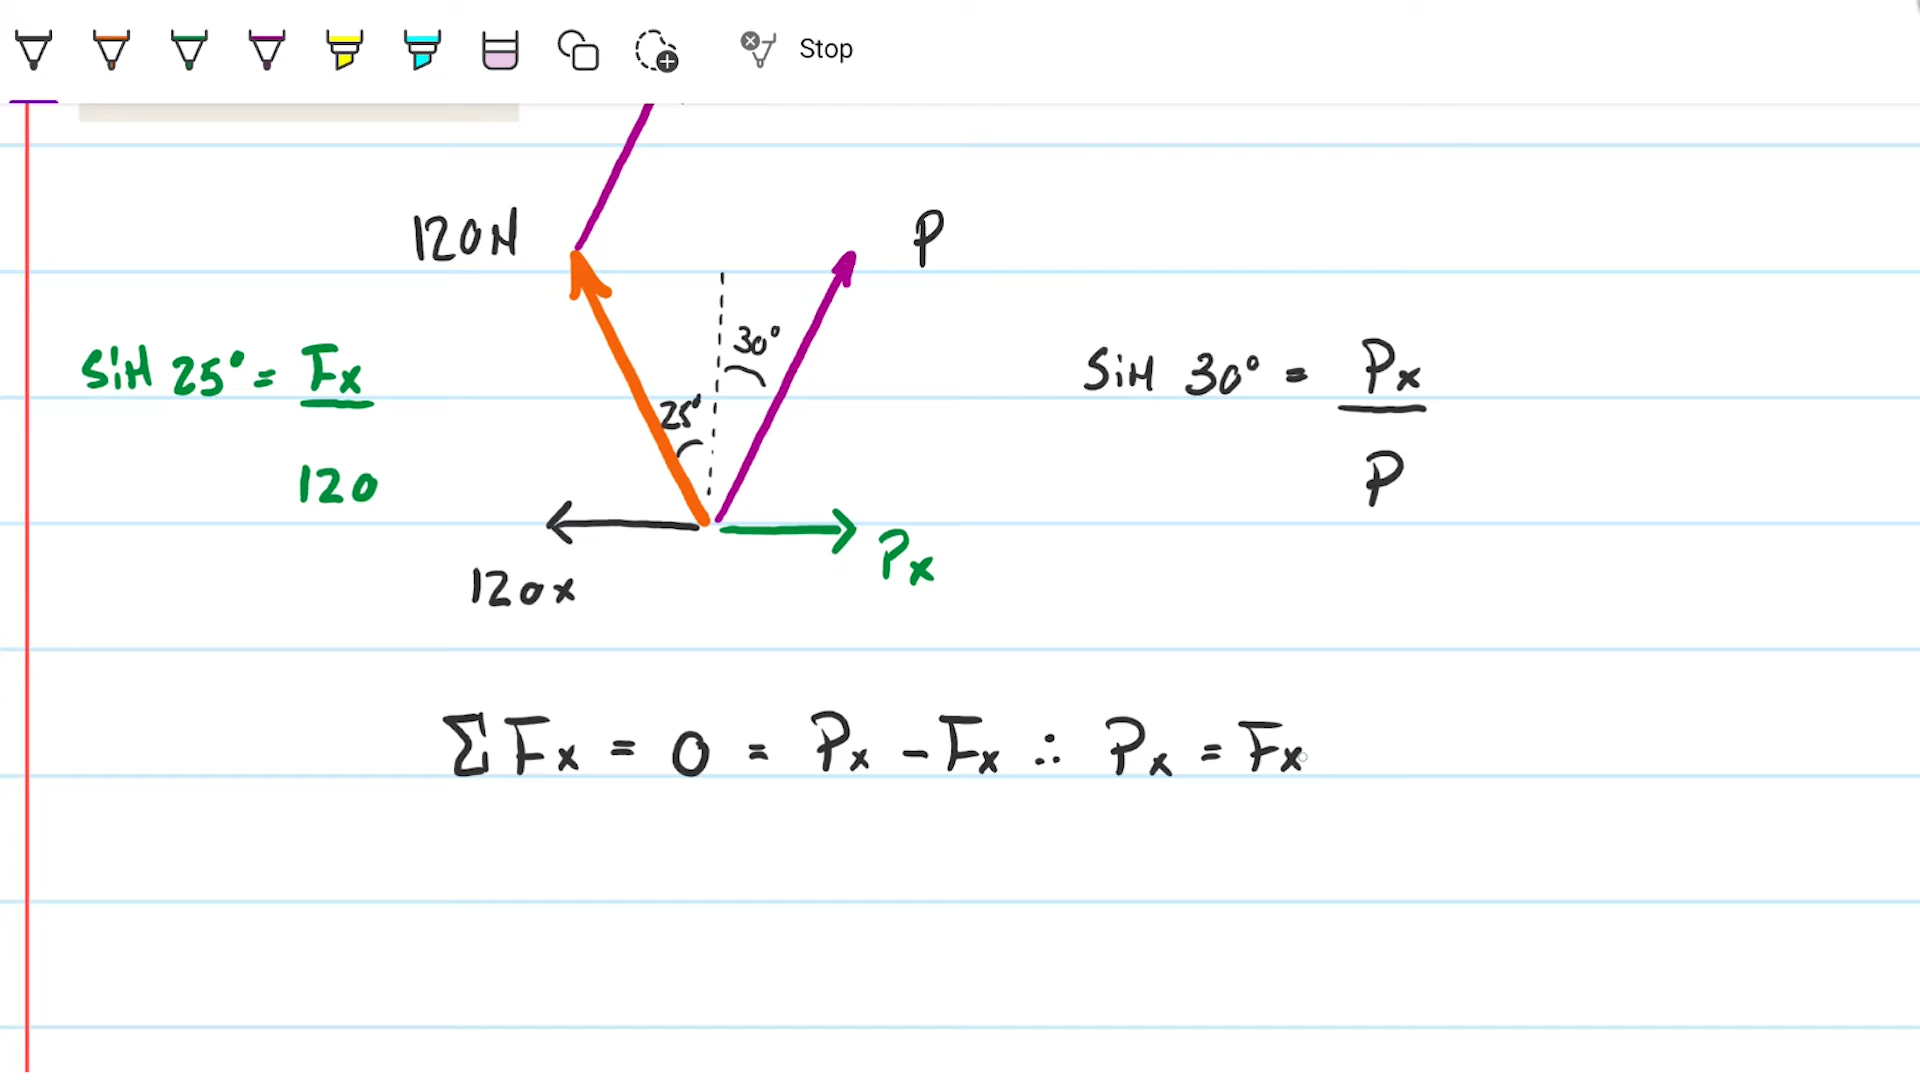 Stop
120N
P
30°
25°
sin 25° = Fx
120
sin 30° = Px
P
Px
120x
ΣFx = 0 = Px - Fx ∴ Px = Fx